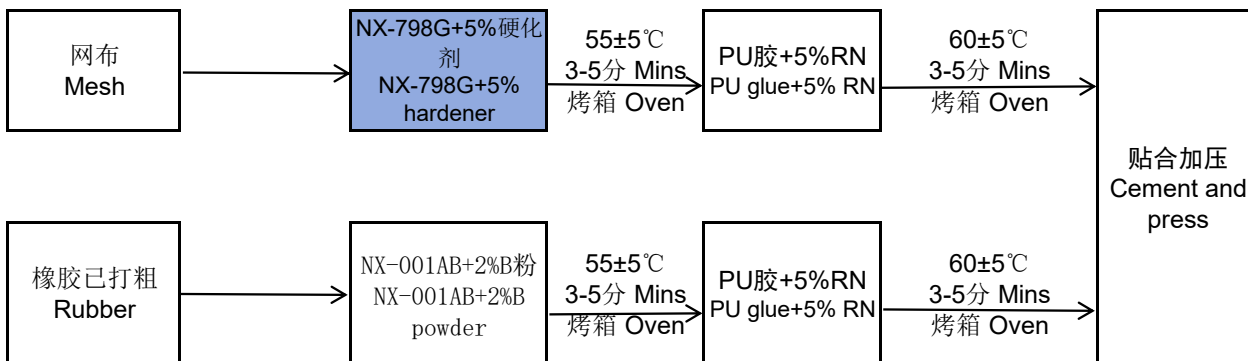 网布
Mesh
NX-798G+5%硬化
剂
NX-798G+5%
hardener
55±5℃
3-5分 Mins
烤箱 Oven
PU胶+5%RN
PU glue+5% RN
60±5℃
3-5分 Mins
烤箱 Oven
贴合加压
Cement and
press
橡胶已打粗
Rubber
NX-001AB+2%B粉
NX-001AB+2%B
powder
55±5℃
3-5分 Mins
烤箱 Oven
PU胶+5%RN
PU glue+5% RN
60±5℃
3-5分 Mins
烤箱 Oven